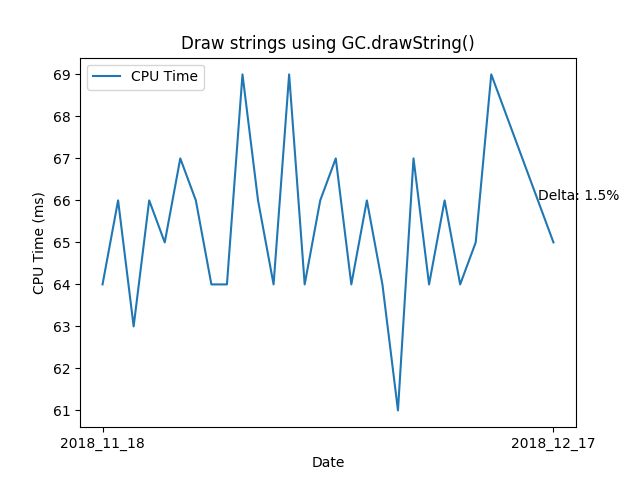 Draw strings using GC.drawString()
CPU Time
69
68
67
66
65
64
63
62
61
CPU Time (ms)
Delta: 1.5%
2018_11_18
2018_12_17
Date